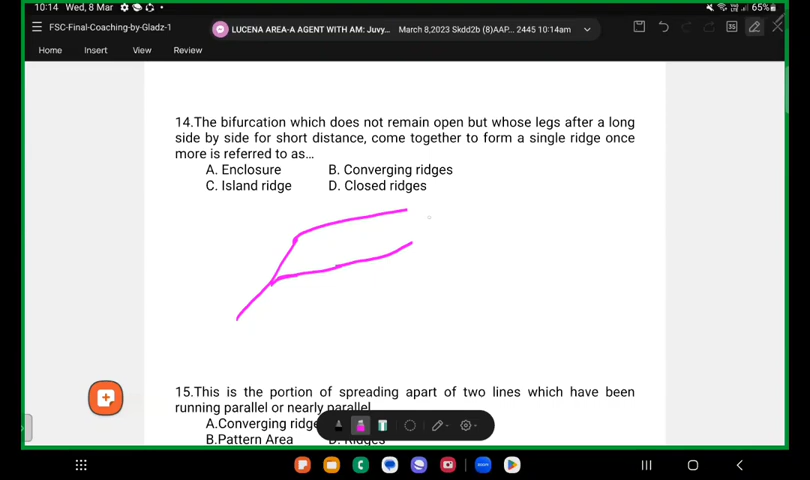 10:14 Wed, 8 Mar
65%
FSC-Final-Coaching-by-Gladz-1
LUCENA AREA-A AGENT WITH AM: Juvy...
March 8,2023 Skdd2b (8)AAP... 2445 10:14am
35
Home Insert View Review
14.The bifurcation which does not remain open but whose legs after a long
side by side for short distance, come together to form a single ridge once
more is referred to as...
A. Enclosure B. Converging ridges
C. Island ridge D. Closed ridges
15.This is the portion of spreading apart of two lines which have been
running parallel or nearly parallel
A.Converging ridge
B.Pattern Area D. Ridges
zoom